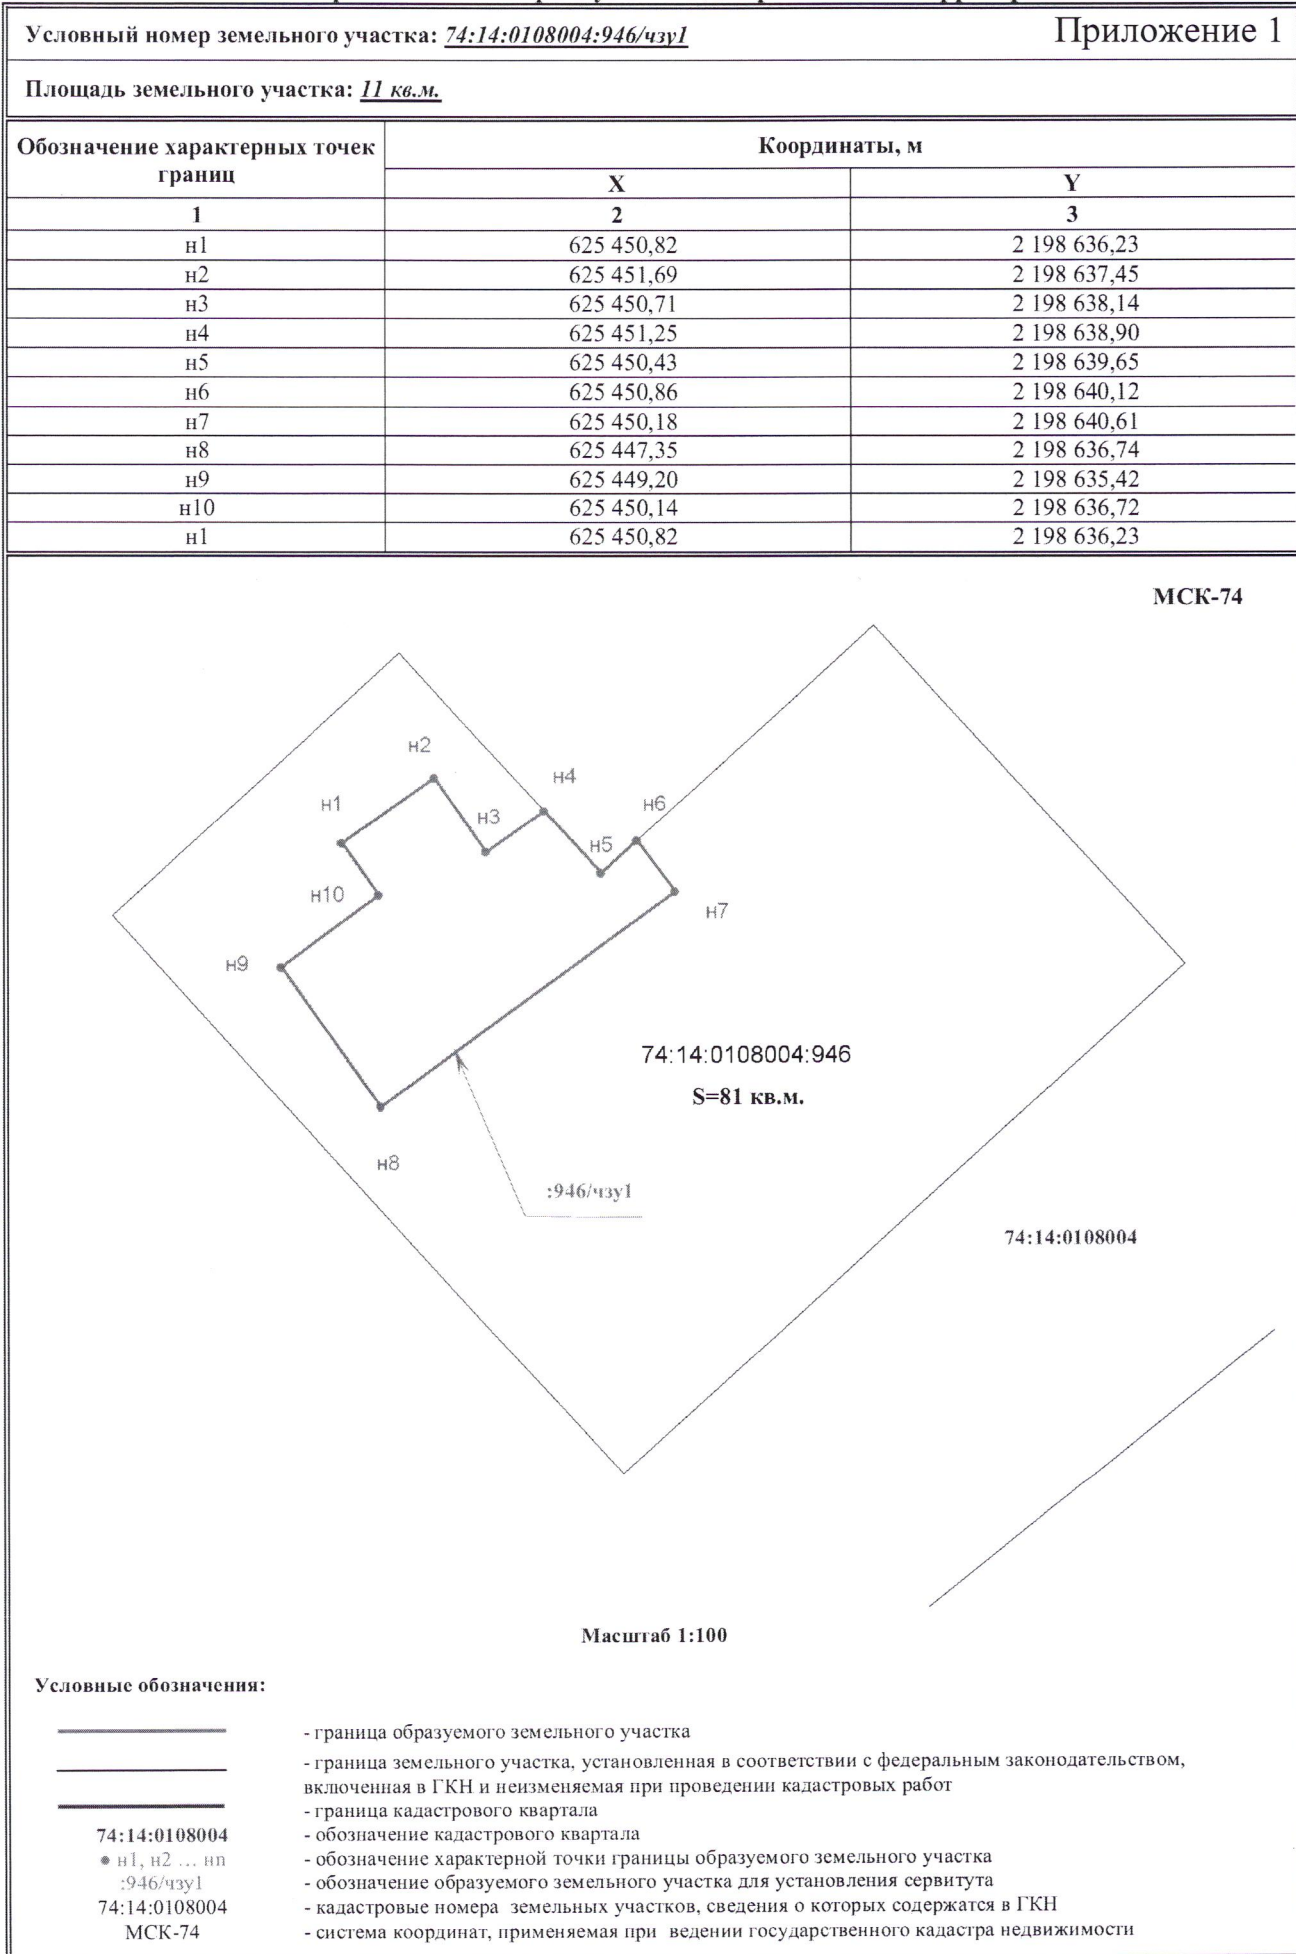 Условный номер земельного участка: 74:14:0108004:946/чзу1
Приложение 1
Площадь земельного участка: 11 кв.м.
Обозначение характерных точек границ
Координаты, м
X Y
1 2 3
н1 625 450,82 2 198 636,23
н2 625 451,69 2 198 637,45
н3 625 450,71 2 198 638,14
н4 625 451,25 2 198 638,90
н5 625 450,43 2 198 639,65
н6 625 450,86 2 198 640,12
н7 625 450,18 2 198 640,61
н8 625 447,35 2 198 636,74
н9 625 449,20 2 198 635,42
н10 625 450,14 2 198 636,72
н1 625 450,82 2 198 636,23
МСК-74
н2
н4
н1
н6
н3
н5
н10
н7
н9
74:14:0108004:946
S=81 кв.м.
н8
:946/чзу1
74:14:0108004
Масштаб 1:100
Условные обозначения:
- граница образуемого земельного участка
- граница земельного участка, установленная в соответствии с федеральным законодательством,
включенная в ГКН и неизменяемая при проведении кадастровых работ
- граница кадастрового квартала
74:14:0108004 - обозначение кадастрового квартала
● н1, н2 ... нn - обозначение характерной точки границы образуемого земельного участка
:946/чзу1 - обозначение образуемого земельного участка для установления сервитута
74:14:0108004 - кадастровые номера земельных участков, сведения о которых содержатся в ГКН
МСК-74 - система координат, применяемая при ведении государственного кадастра недвижимости